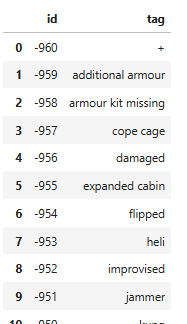 id tag
0 -960 +
1 -959 additional armour
2 -958 armour kit missing
3 -957 cope cage
4 -956 damaged
5 -955 expanded cabin
6 -954 flipped
7 -953 heli
8 -952 improvised
9 -951 jammer